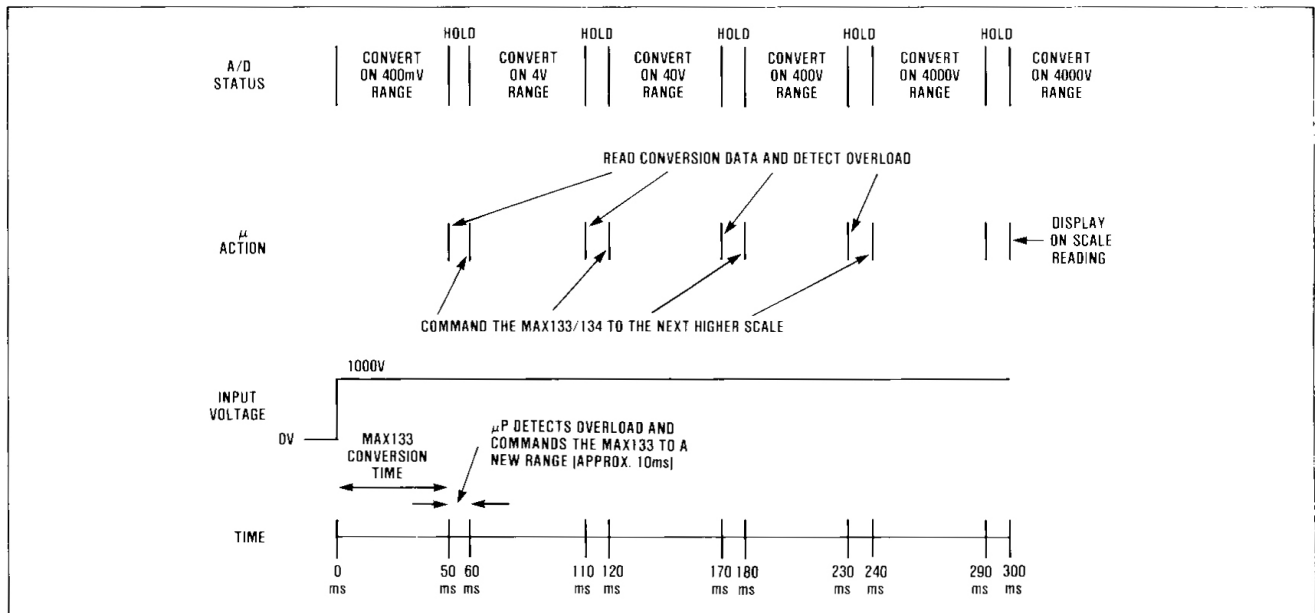 HOLD HOLD HOLD HOLD HOLD
A/D
STATUS
CONVERT
ON 400mV
RANGE
CONVERT
ON 4V
RANGE
CONVERT
ON 40V
RANGE
CONVERT
ON 400V
RANGE
CONVERT
ON 4000V
RANGE
CONVERT
ON 4000V
RANGE
READ CONVERSION DATA AND DETECT OVERLOAD
μ
ACTION
DISPLAY
ON SCALE
READING
COMMAND THE MAX133/134 TO THE NEXT HIGHER SCALE
1000V
INPUT
VOLTAGE
0V
MAX133
CONVERSION
TIME
μP DETECTS OVERLOAD AND
COMMANDS THE MAX133 TO A
NEW RANGE |APPROX. 10ms|
TIME
0 50 60 110 120 170 180 230 240 290 300
ms ms ms ms ms ms ms ms ms ms ms